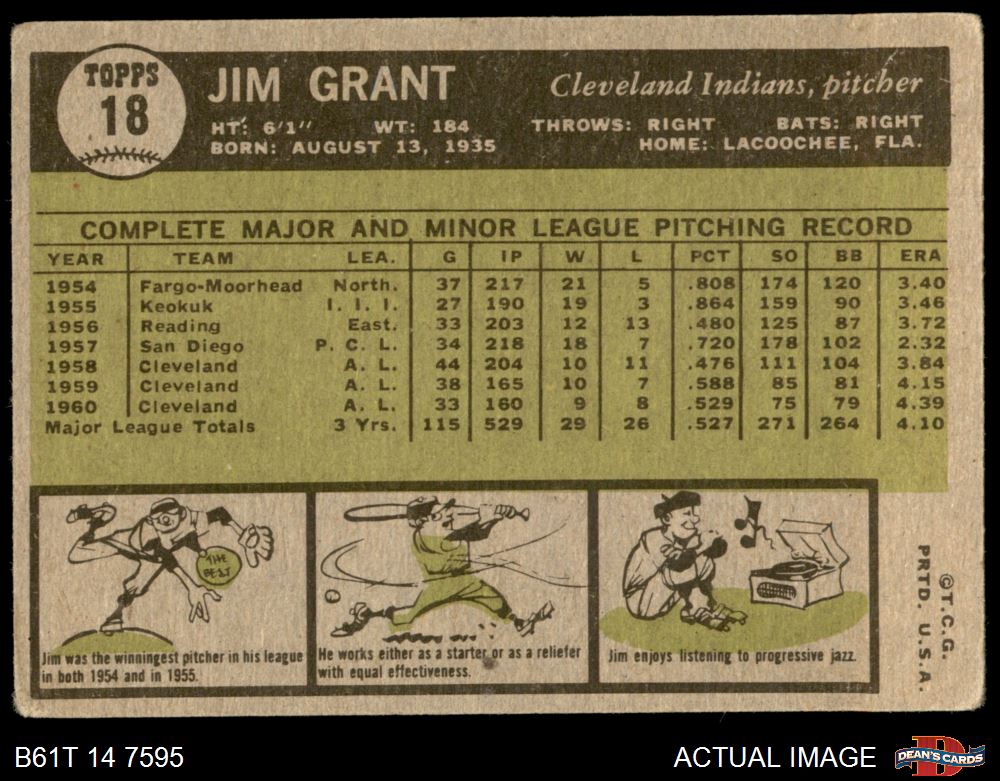 TOPPS
18
JIM GRANT
Cleveland Indians, pitcher
HT: 6'1" WT: 184 THROWS: RIGHT BATS: RIGHT
BORN: AUGUST 13, 1935 HOME: LACOOCHEE, FLA.
COMPLETE MAJOR AND MINOR LEAGUE PITCHING RECORD
YEAR TEAM LEA. G IP W L PCT SO BB ERA
1954 Fargo-Moorhead North. 37 217 21 5 .808 174 120 3.40
1955 Keokuk I. I. I. 27 190 19 3 .864 159 90 3.46
1956 Reading East. 33 203 12 13 .480 125 87 3.72
1957 San Diego P. C. L. 34 218 18 7 .720 178 102 2.32
1958 Cleveland A. L. 44 204 10 11 .476 111 104 3.84
1959 Cleveland A. L. 38 165 10 7 .588 85 81 4.15
1960 Cleveland A. L. 33 160 9 8 .529 75 79 4.39
Major League Totals 3 Yrs. 115 529 29 26 .527 271 264 4.10
THE
BEST
Jim was the winningest pitcher in his league
in both 1954 and in 1955.
He works either as a starter or as a reliefer
with equal effectiveness.
Jim enjoys listening to progressive jazz.
©T.C.G.
PRTD. U.S.A.
B61T 14 7595
ACTUAL IMAGE
D
DEAN'S CARDS